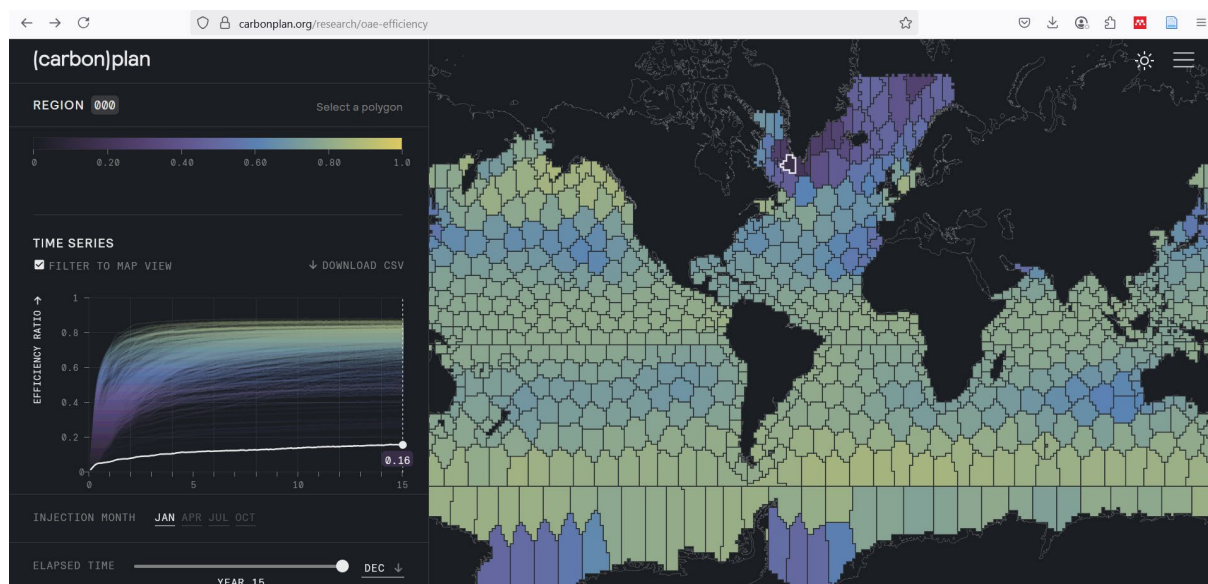 carbonplan.org/research/oae-efficiency
(carbon)plan
REGION 000 Select a polygon
0 0.20 0.40 0.60 0.80 1.0
TIME SERIES
FILTER TO MAP VIEW ↓ DOWNLOAD CSV
EFFICIENCY RATIO →
1
0.8
0.6
0.4
0.2
0
0.16
0 5 10 15
INJECTION MONTH JAN APR JUL OCT
ELAPSED TIME DEC ↓
YEAR 15